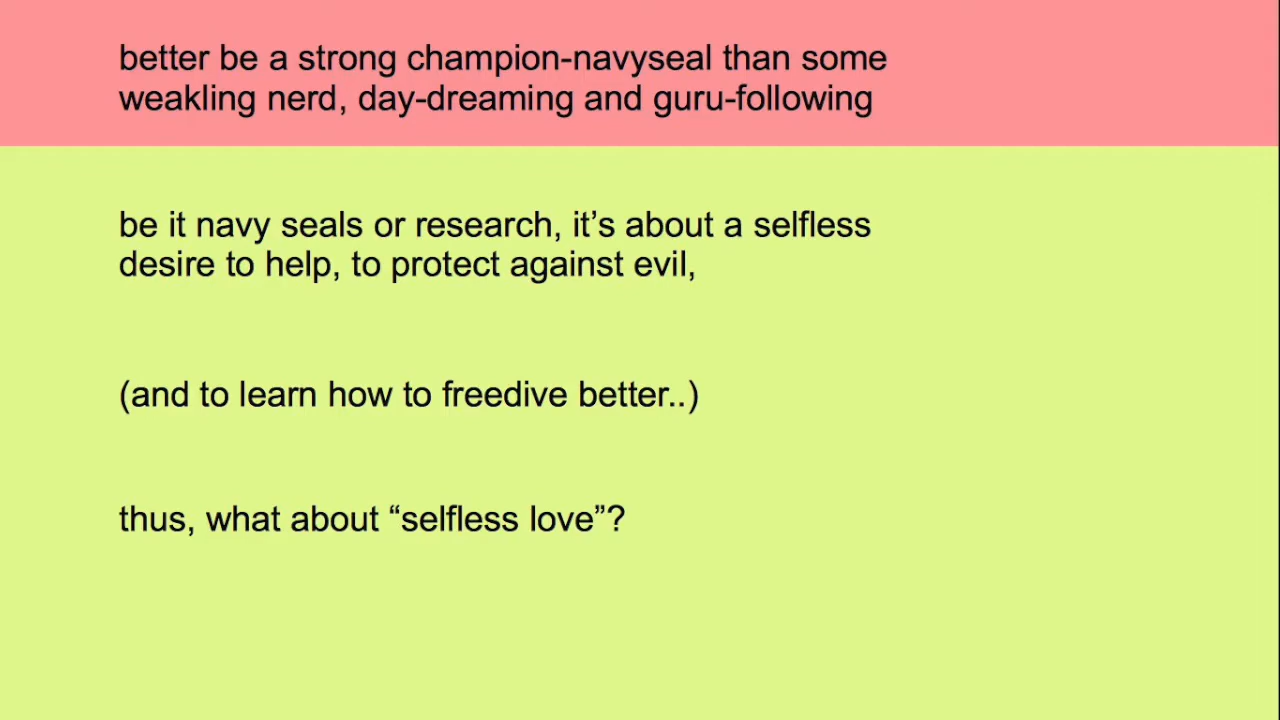 better be a strong champion-navyseal than some
weakling nerd, day-dreaming and guru-following
be it navy seals or research, it’s about a selfless
desire to help, to protect against evil,
(and to learn how to freedive better..)
thus, what about “selfless love”?